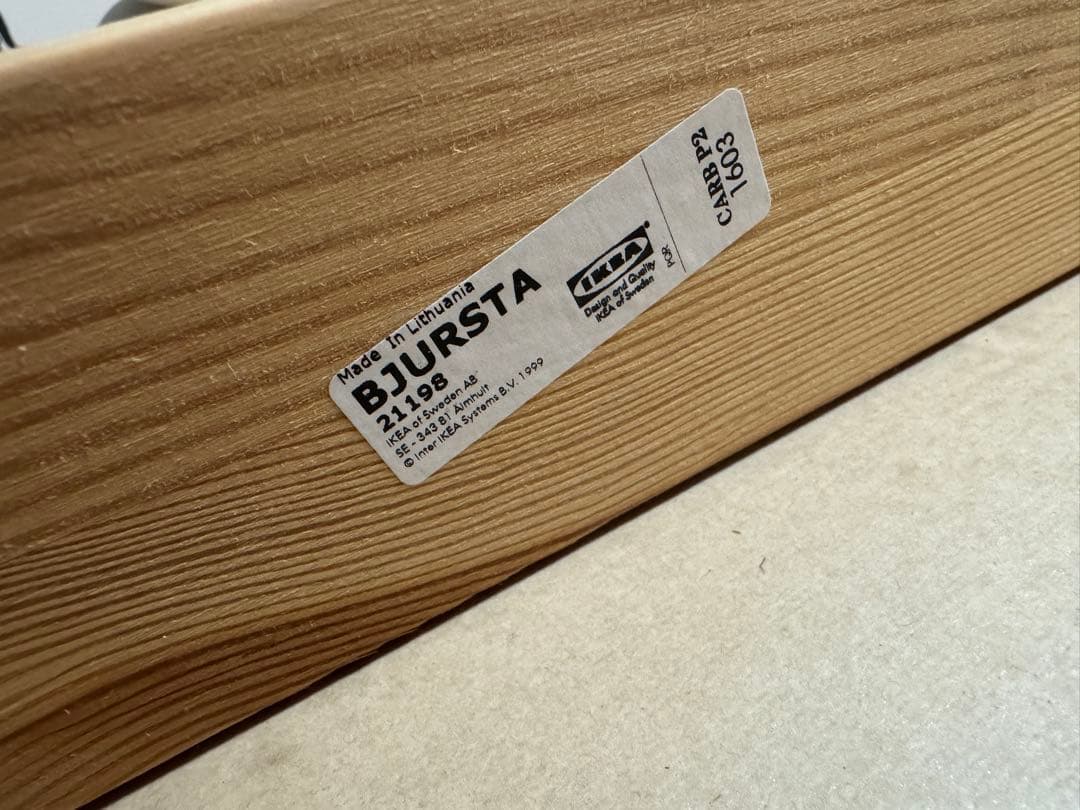 Made In Lithuania
BJURSTA
21198
IKEA of Sweden AB
SE - 343 81 Älmhult
© Inter IKEA Systems B.V. 1999
IKEA®
Design and Quality
IKEA of Sweden
PQR
CARB P2
1603